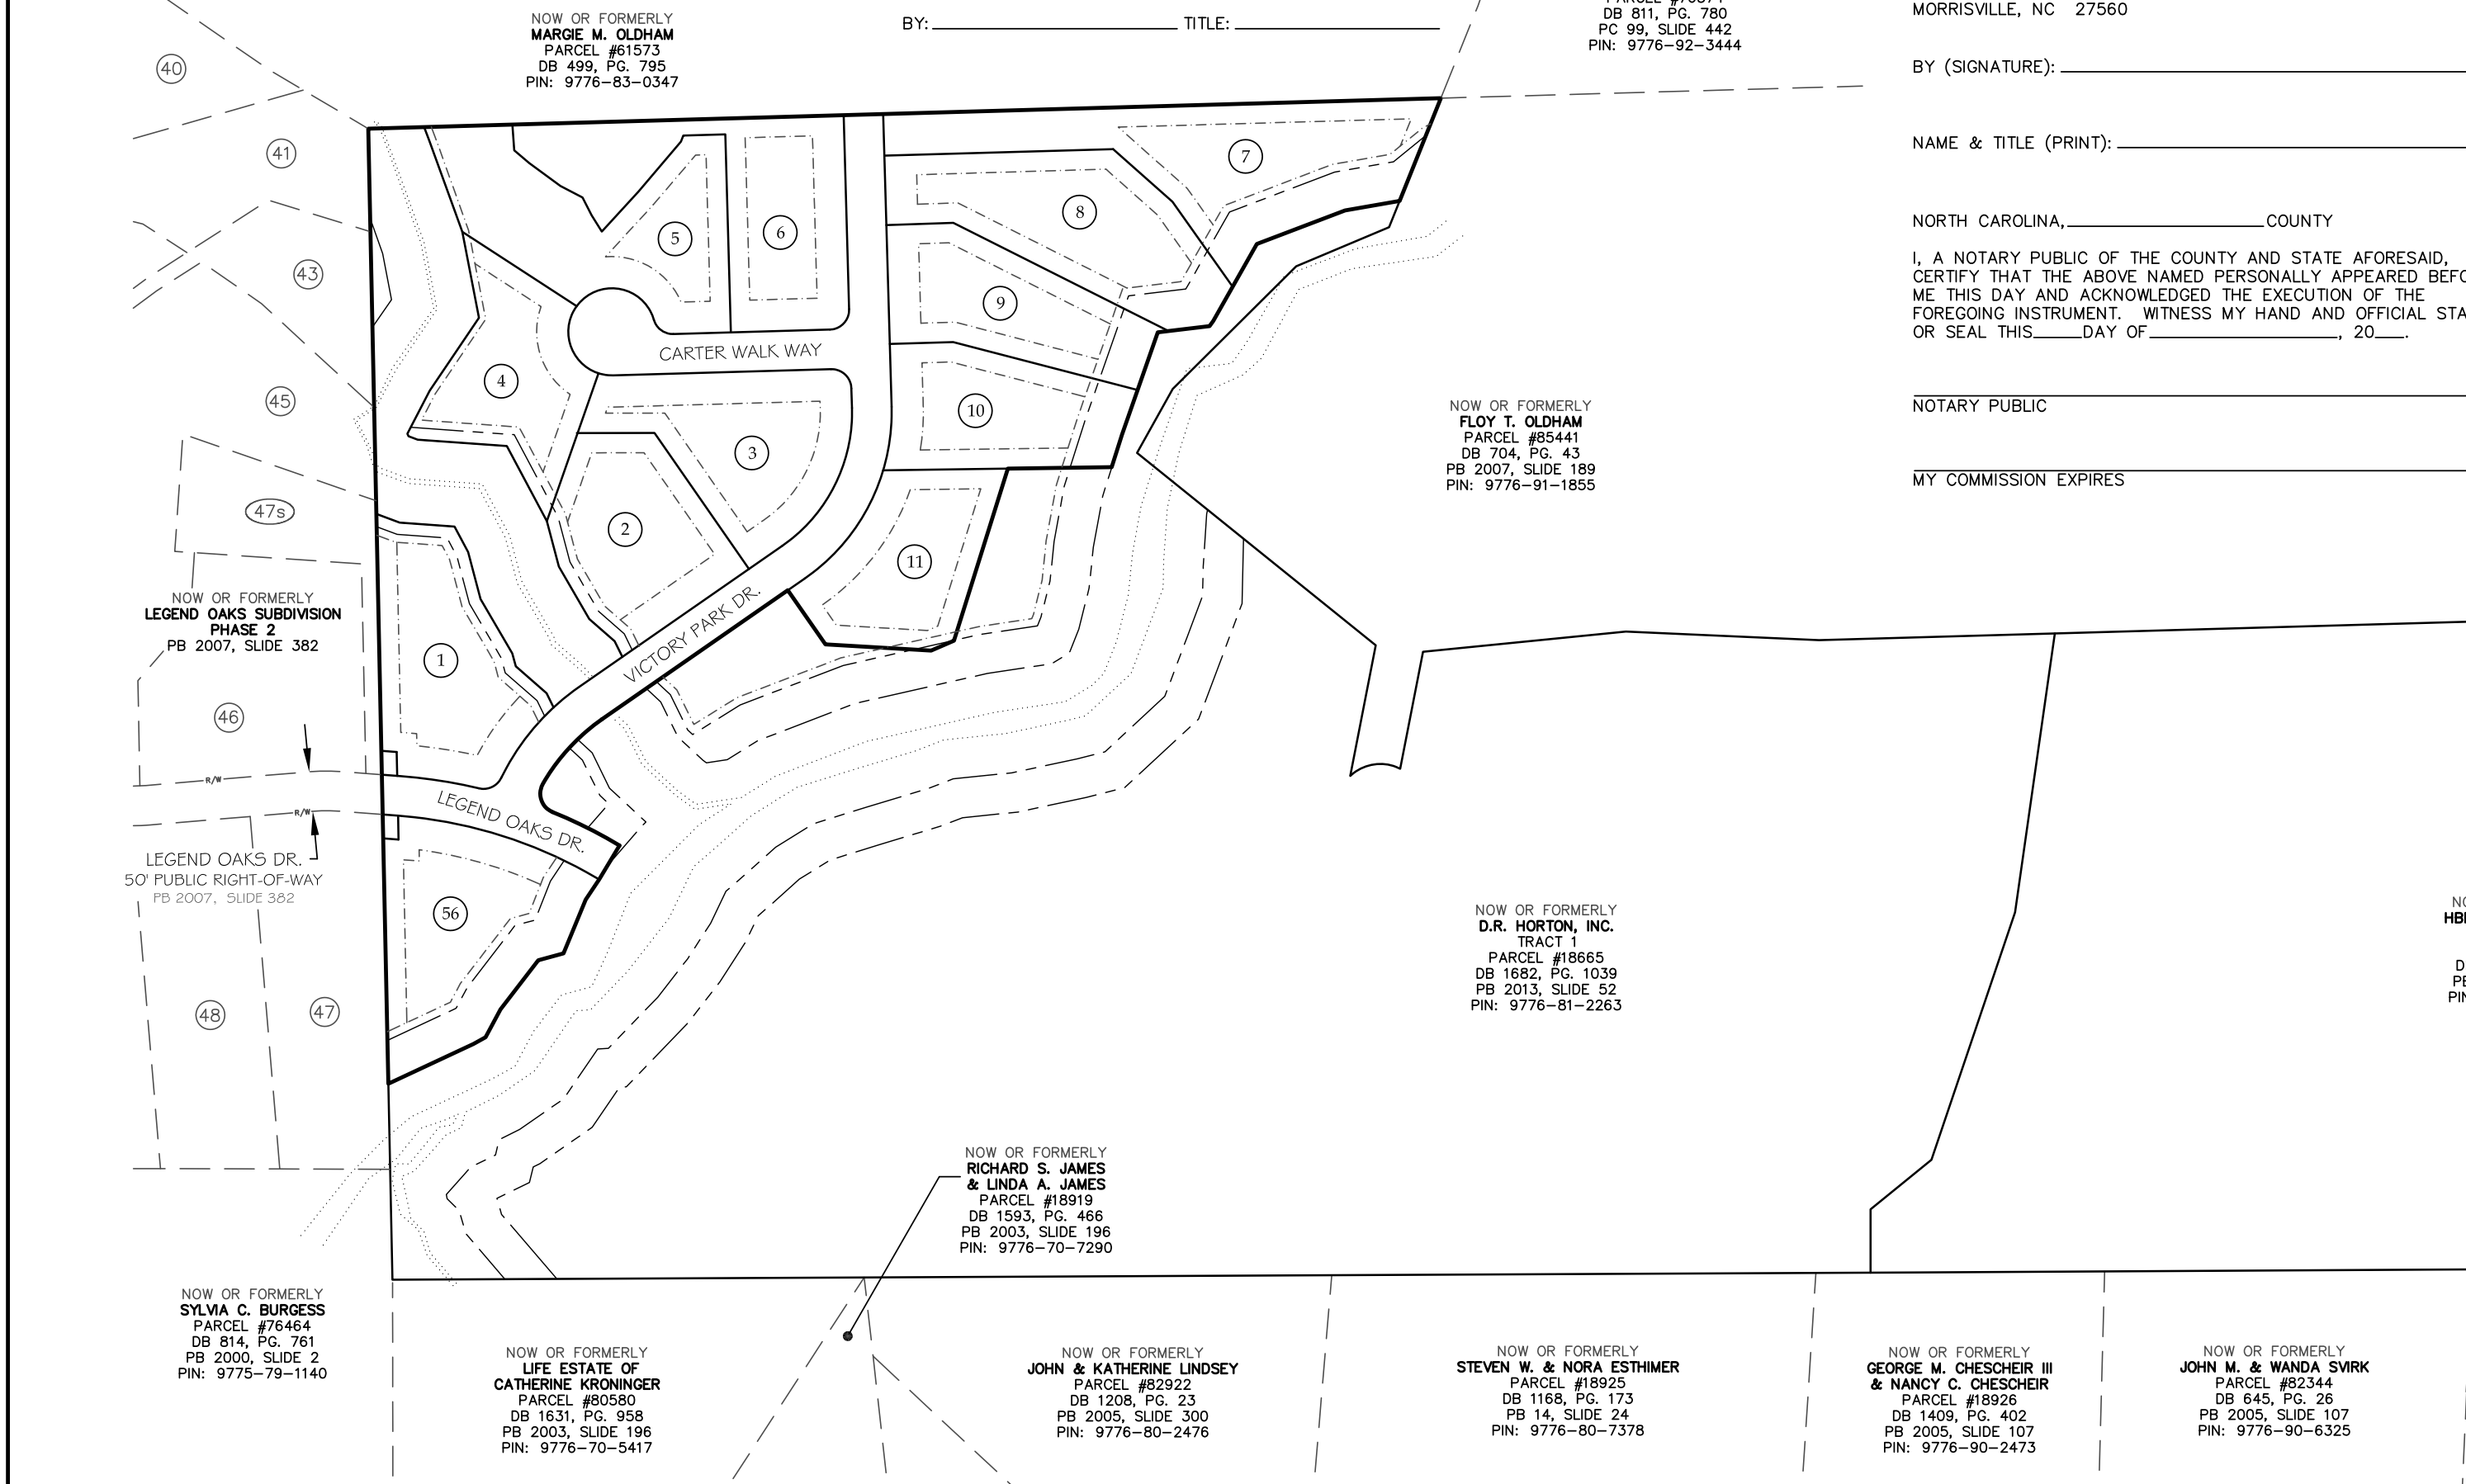 NOW OR FORMERLY
MARGIE M. OLDHAM
PARCEL #61573
DB 499, PG. 795
PIN: 9776-83-0347
BY: TITLE:
DB 811, PG. 780
PC 99, SLIDE 442
PIN: 9776-92-3444
MORRISVILLE, NC 27560
BY (SIGNATURE):
NAME & TITLE (PRINT):
NORTH CAROLINA, COUNTY
I, A NOTARY PUBLIC OF THE COUNTY AND STATE AFORESAID,
CERTIFY THAT THE ABOVE NAMED PERSONALLY APPEARED BEFO
ME THIS DAY AND ACKNOWLEDGED THE EXECUTION OF THE
FOREGOING INSTRUMENT. WITNESS MY HAND AND OFFICIAL STA
OR SEAL THIS DAY OF , 20 .
NOTARY PUBLIC
MY COMMISSION EXPIRES
40
41
43
45
47s
46
48
47
7
8
5
6
9
4
10
3
2
11
1
56
CARTER WALK WAY
VICTORY PARK DR.
LEGEND OAKS DR.
NOW OR FORMERLY
LEGEND OAKS SUBDIVISION
PHASE 2
PB 2007, SLIDE 382
R/W
R/W
LEGEND OAKS DR.
50' PUBLIC RIGHT-OF-WAY
PB 2007, SLIDE 382
NOW OR FORMERLY
FLOY T. OLDHAM
PARCEL #85441
DB 704, PG. 43
PB 2007, SLIDE 189
PIN: 9776-91-1855
NOW OR FORMERLY
D.R. HORTON, INC.
TRACT 1
PARCEL #18665
DB 1682, PG. 1039
PB 2013, SLIDE 52
PIN: 9776-81-2263
NO
HB
D
PIN
NOW OR FORMERLY
RICHARD S. JAMES
& LINDA A. JAMES
PARCEL #18919
DB 1593, PG. 466
PB 2003, SLIDE 196
PIN: 9776-70-7290
NOW OR FORMERLY
SYLVIA C. BURGESS
PARCEL #76464
DB 814, PG. 761
PB 2000, SLIDE 2
PIN: 9775-79-1140
NOW OR FORMERLY
LIFE ESTATE OF
CATHERINE KRONINGER
PARCEL #80580
DB 1631, PG. 958
PB 2003, SLIDE 196
PIN: 9776-70-5417
NOW OR FORMERLY
JOHN & KATHERINE LINDSEY
PARCEL #82922
DB 1208, PG. 23
PB 2005, SLIDE 300
PIN: 9776-80-2476
NOW OR FORMERLY
STEVEN W. & NORA ESTHIMER
PARCEL #18925
DB 1168, PG. 173
PB 14, SLIDE 24
PIN: 9776-80-7378
NOW OR FORMERLY
GEORGE M. CHESCHEIR III
& NANCY C. CHESCHEIR
PARCEL #18926
DB 1409, PG. 402
PB 2005, SLIDE 107
PIN: 9776-90-2473
NOW OR FORMERLY
JOHN M. & WANDA SVIRK
PARCEL #82344
DB 645, PG. 26
PB 2005, SLIDE 107
PIN: 9776-90-6325